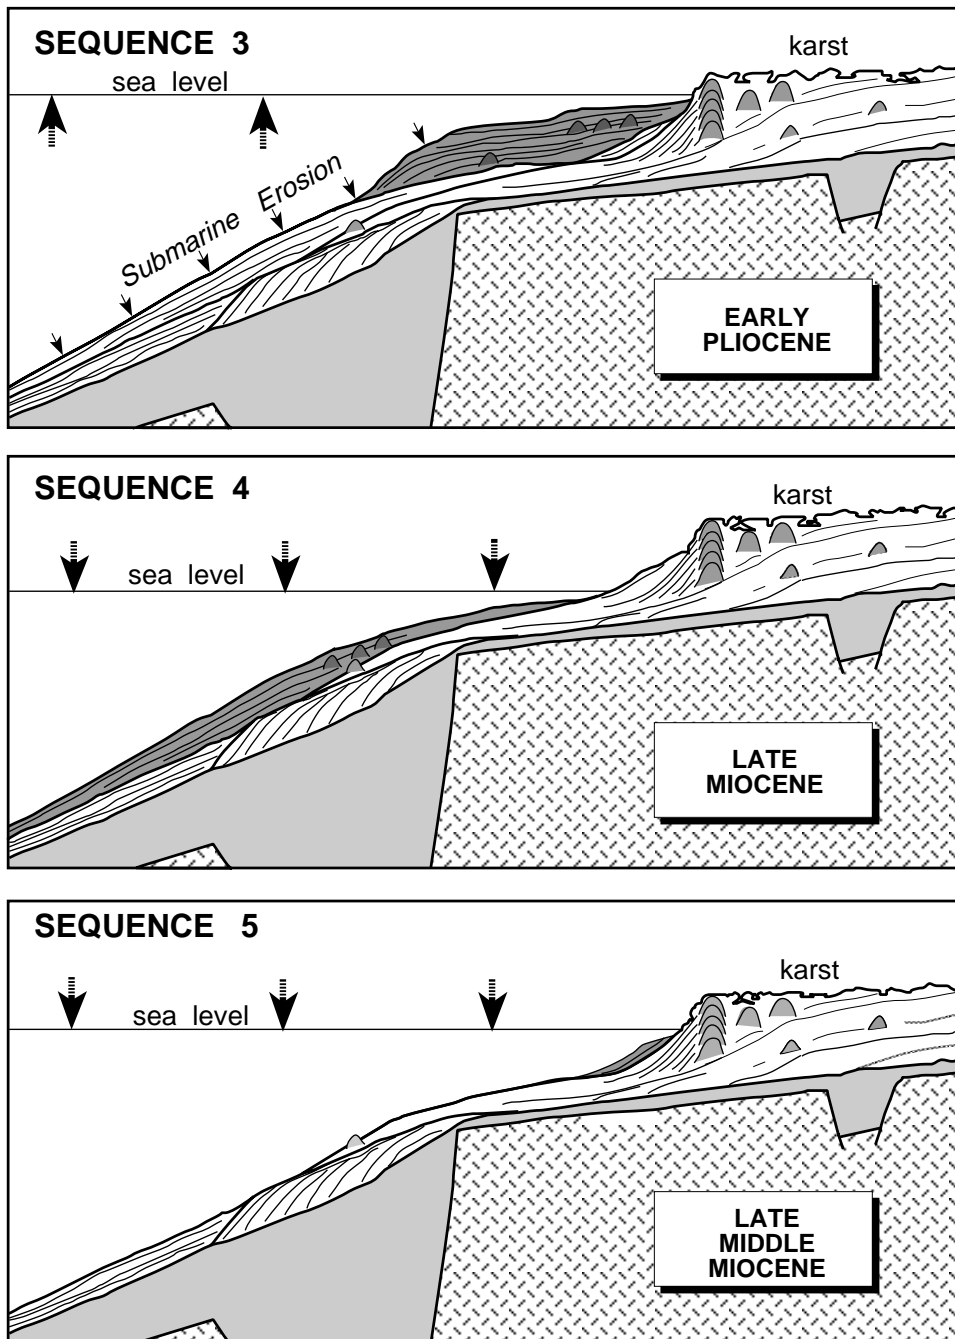 SEQUENCE 3
karst
sea level
Submarine Erosion
EARLY
PLIOCENE
SEQUENCE 4
karst
sea level
LATE
MIOCENE
SEQUENCE 5
karst
sea level
LATE
MIDDLE
MIOCENE